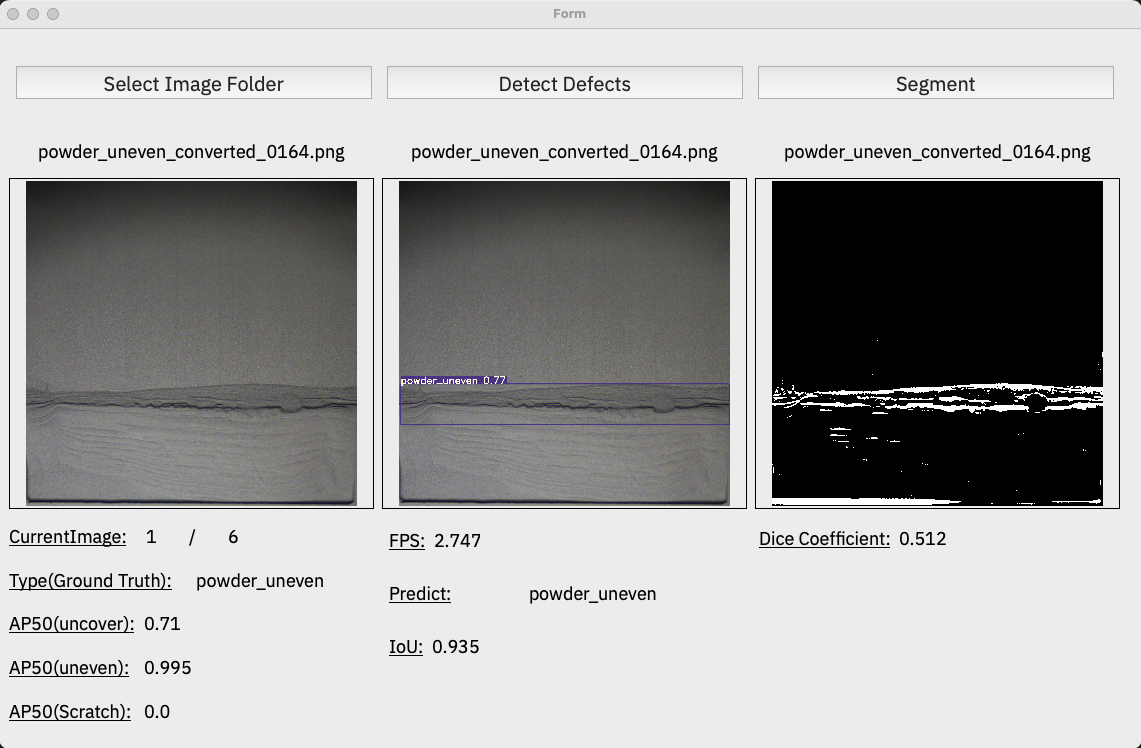 Form
Select Image Folder
Detect Defects
Segment
powder_uneven_converted_0164.png
powder_uneven_converted_0164.png
powder_uneven_converted_0164.png
powder_uneven 0.77
CurrentImage: 1 / 6
Type(Ground Truth): powder_uneven
AP50(uncover): 0.71
AP50(uneven): 0.995
AP50(Scratch): 0.0
FPS: 2.747
Predict: powder_uneven
IoU: 0.935
Dice Coefficient: 0.512